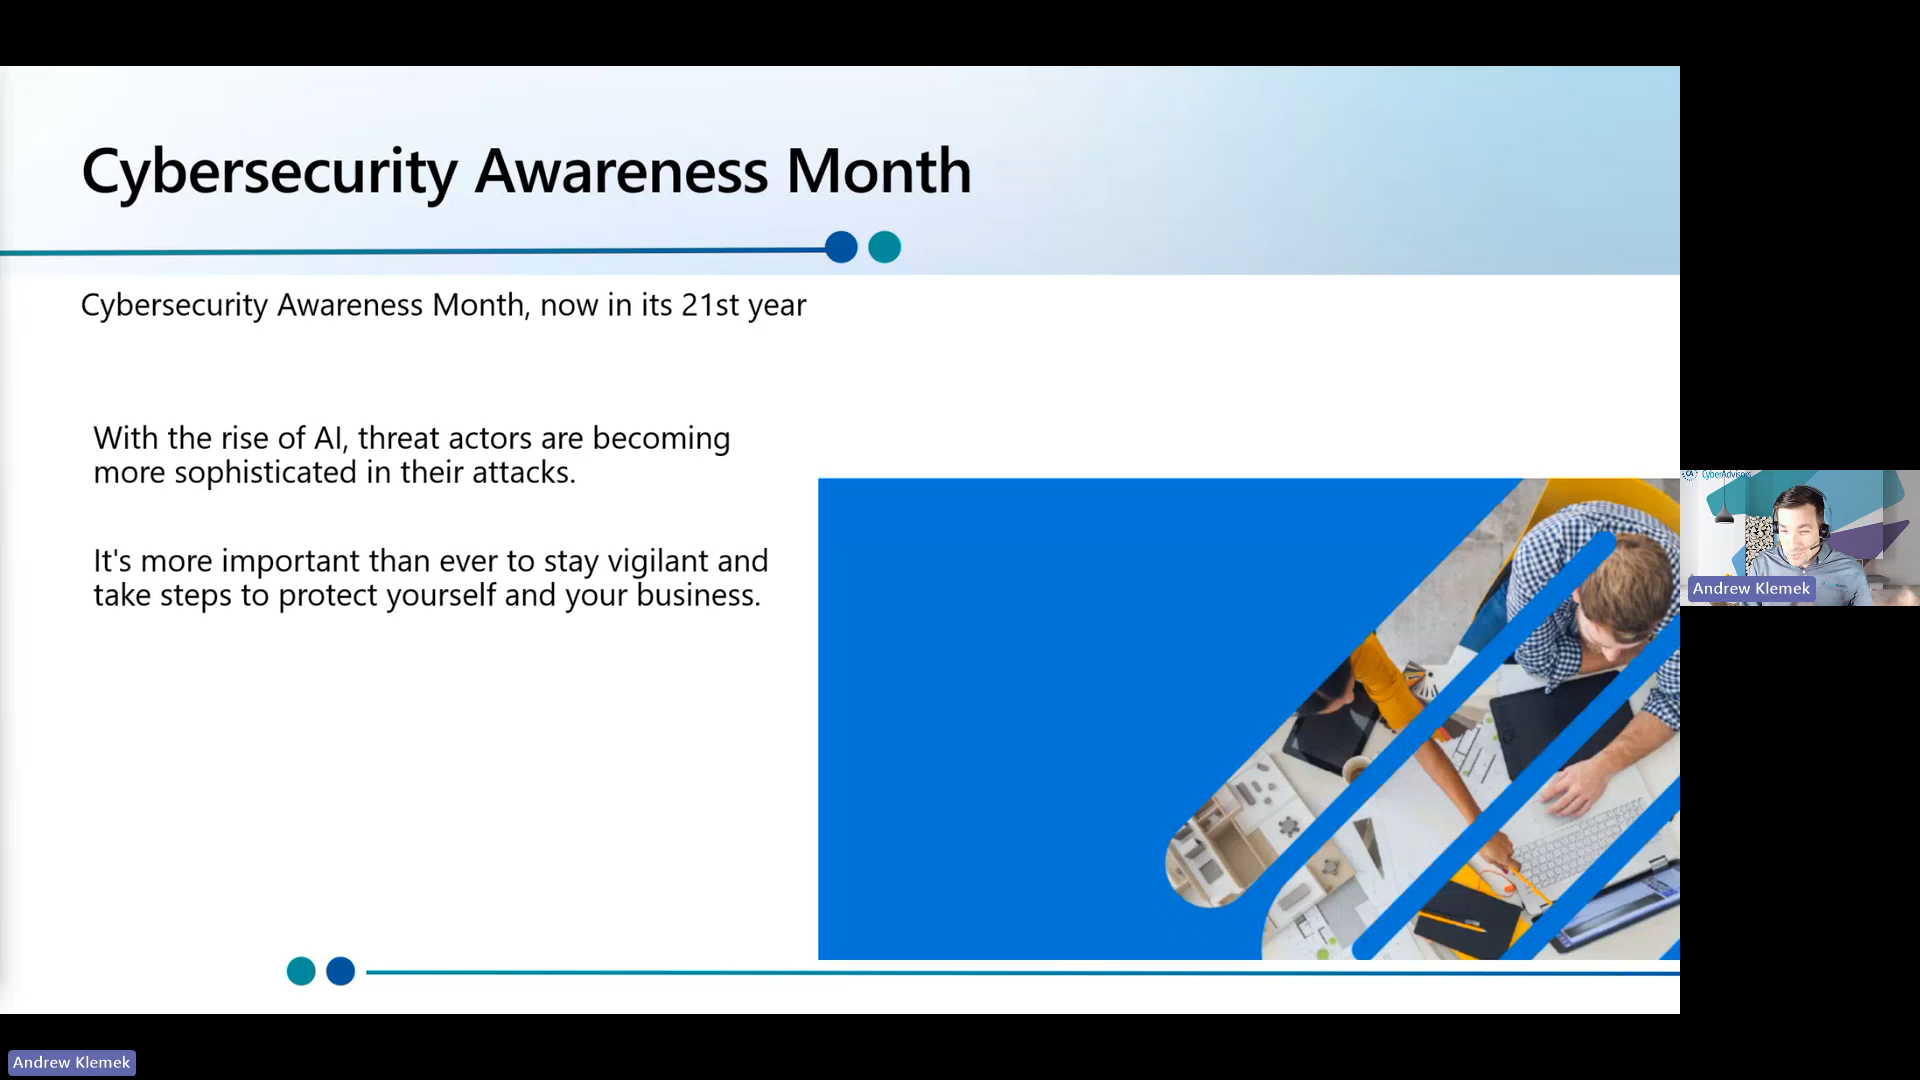 Cybersecurity Awareness Month
Cybersecurity Awareness Month, now in its 21st year
With the rise of AI, threat actors are becoming
more sophisticated in their attacks.
It's more important than ever to stay vigilant and
take steps to protect yourself and your business.
CyberAdvisors
Andrew Klemek
Andrew Klemek